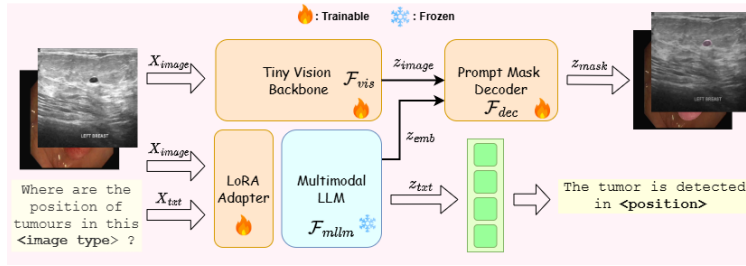 🔥: Trainable ❄: Frozen
X_image
Tiny Vision
Backbone
F_vis
z_image
Prompt Mask
Decoder
F_dec
z_mask
LEFT BREAST
LEFT BREAST
X_image
z_emb
Where are the
position of
tumours in this
<image type> ?
X_txt
LoRA
Adapter
Multimodal
LLM
F_mllm
z_txt
The tumor is detected
in <position>